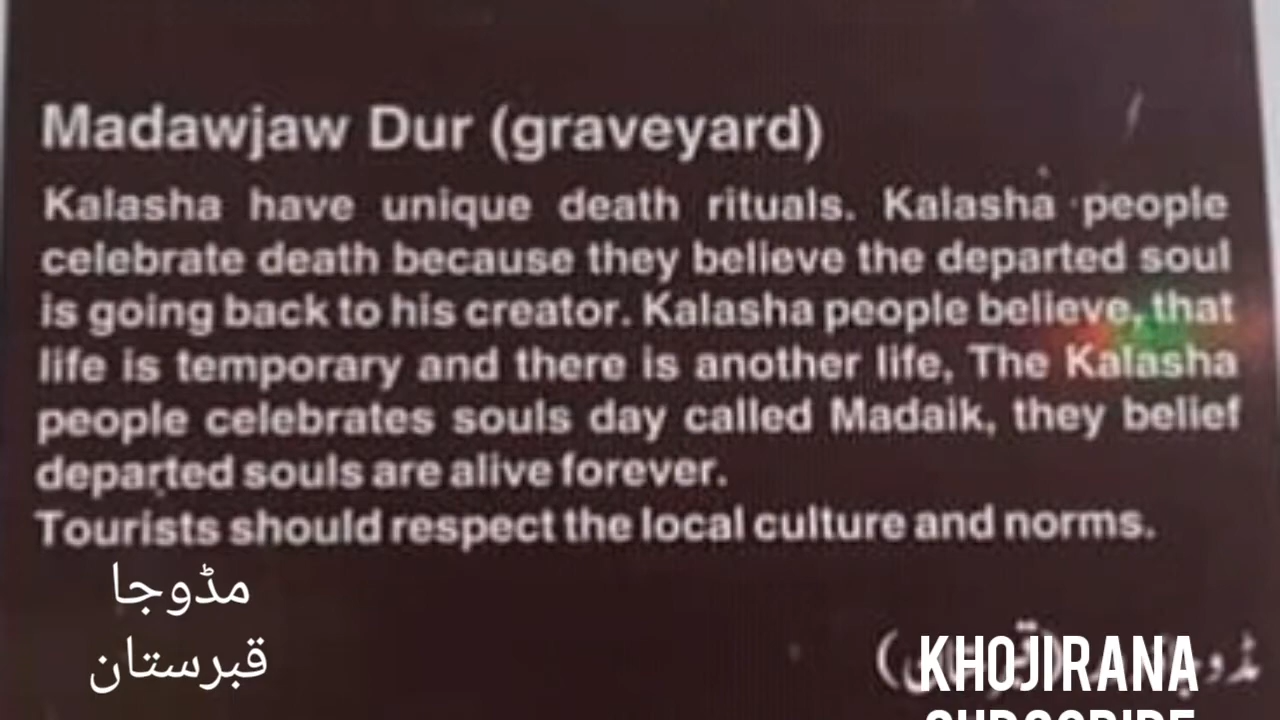 Madawjaw Dur (graveyard)
Kalasha have unique death rituals. Kalasha people
celebrate death because they believe the departed soul
is going back to his creator. Kalasha people believe, that
life is temporary and there is another life, The Kalasha
people celebrates souls day called Madaik, they belief
departed souls are alive forever.
Tourists should respect the local culture and norms.
مڈوجا
قبرستان
KHOJIRANA
SUBSCRIBE